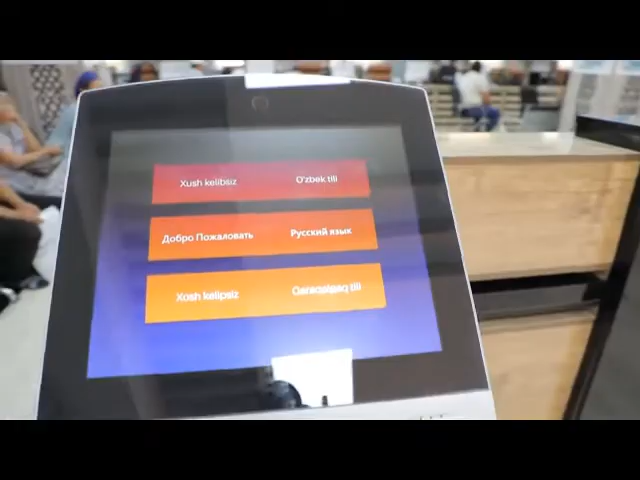 Xush kelibsiz O'zbek tili
Добро Пожаловать Русский язык
Xosh kelipsiz Qaraqalpaq tili